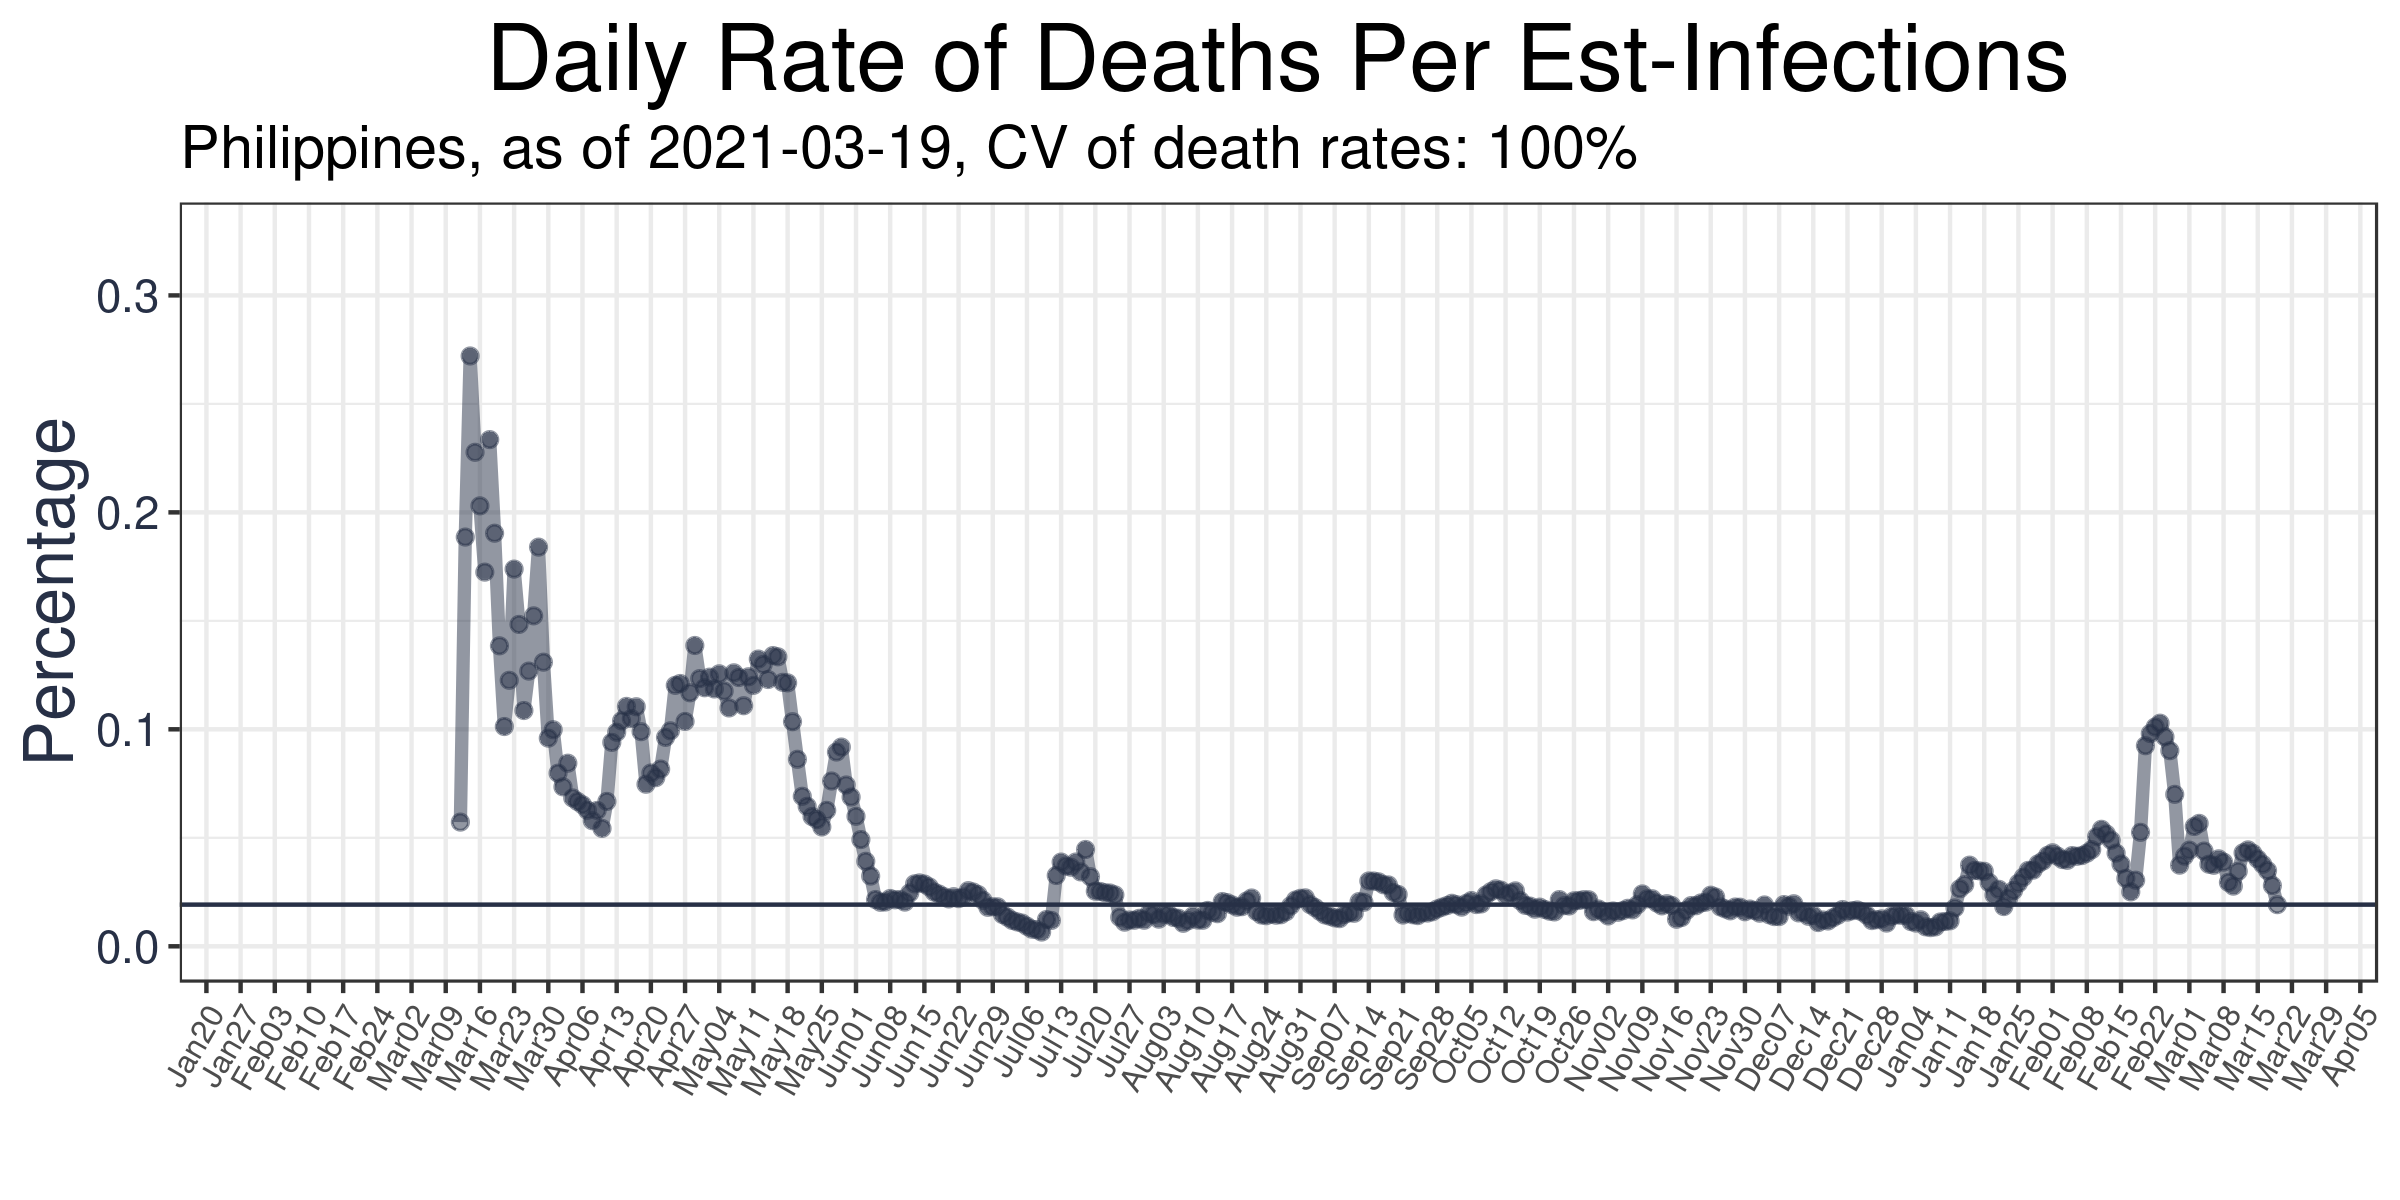 Daily Rate of Deaths Per Est-Infections
Philippines, as of 2021-03-19, CV of death rates: 100%
Percentage
0.3
0.2
0.1
0.0
Jan20
Jan27
Feb03
Feb10
Feb17
Feb24
Mar02
Mar09
Mar16
Mar23
Mar30
Apr06
Apr13
Apr20
Apr27
May04
May11
May18
May25
Jun01
Jun08
Jun15
Jun22
Jun29
Jul06
Jul13
Jul20
Jul27
Aug03
Aug10
Aug17
Aug24
Aug31
Sep07
Sep14
Sep21
Sep28
Oct05
Oct12
Oct19
Oct26
Nov02
Nov09
Nov16
Nov23
Nov30
Nov07
Dec14
Dec21
Dec28
Dec04
Jan11
Jan18
Jan25
Feb01
Feb08
Feb15
Feb22
Mar01
Mar08
Mar15
Mar22
Mar29
Apr05